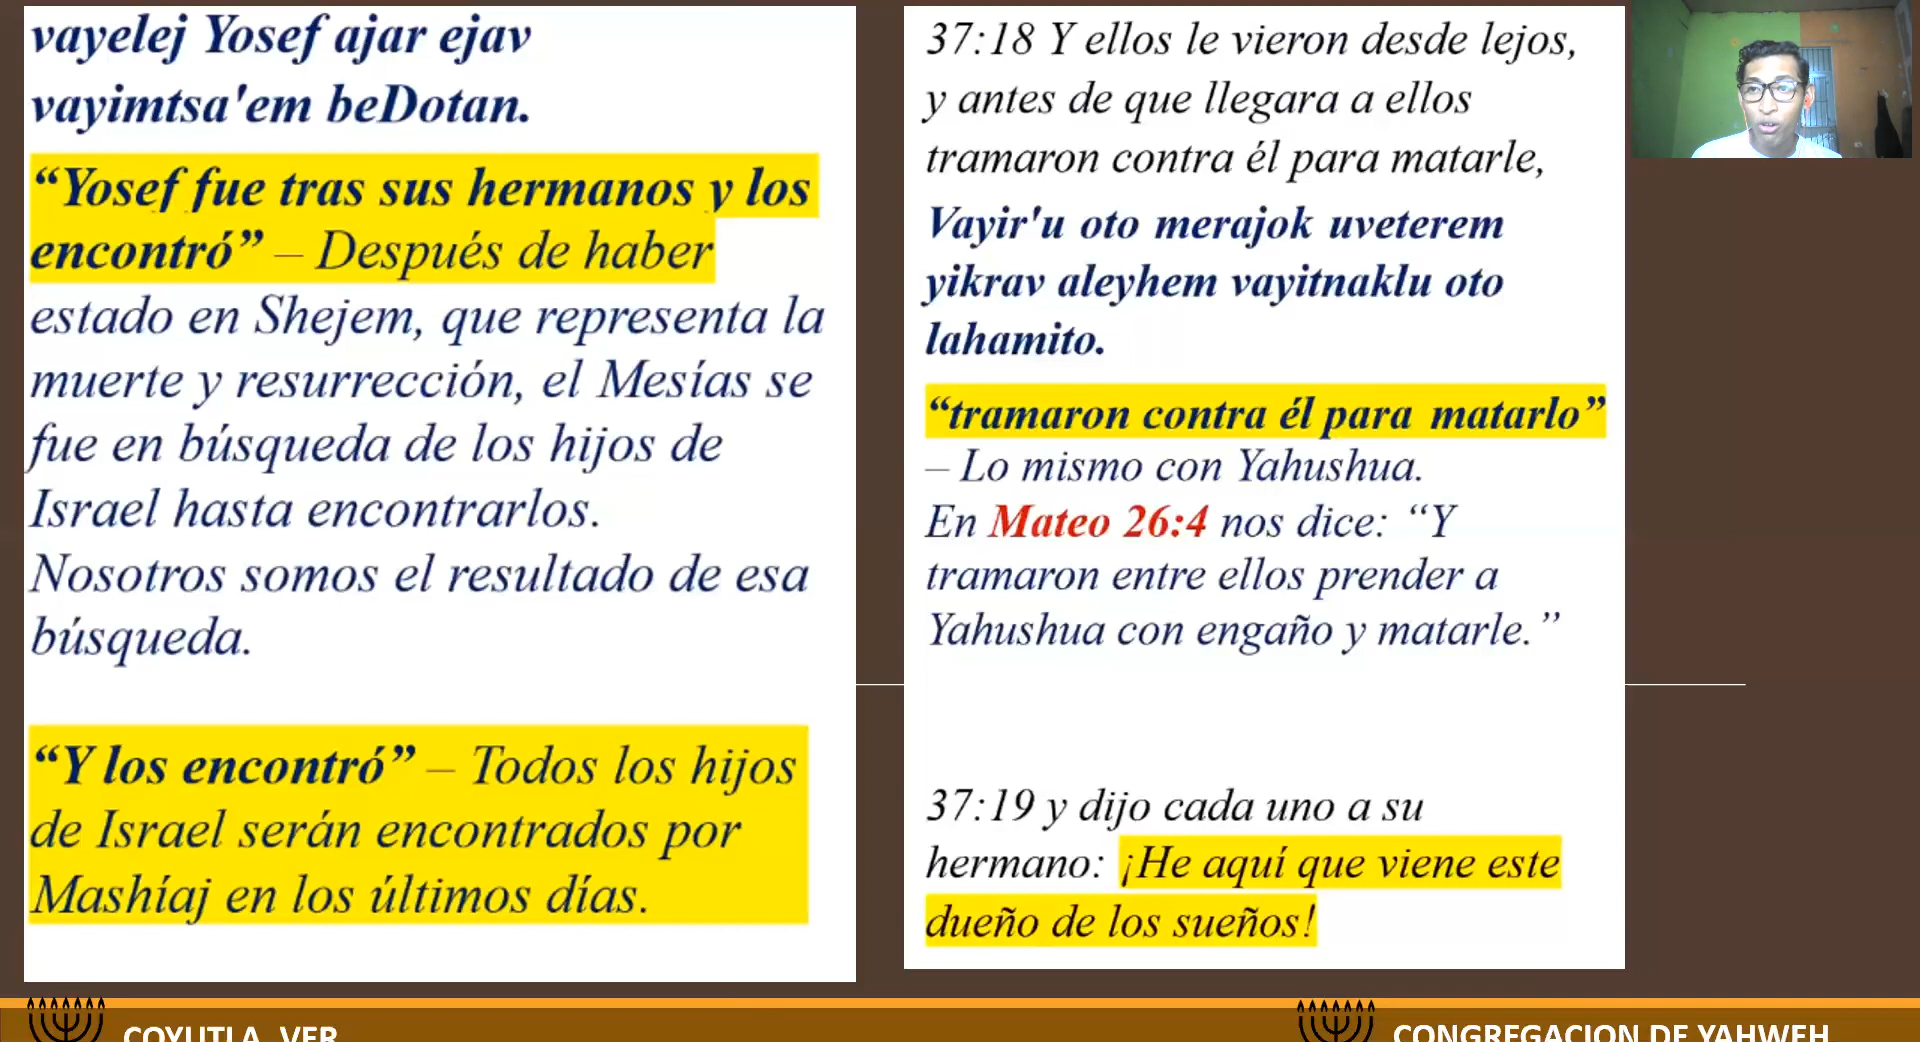 vayelej Yosef ajar ejav
vayimtsa'em beDotan.
“Yosef fue tras sus hermanos y los
encontró” – Después de haber
estado en Shejem, que representa la
muerte y resurrección, el Mesías se
fue en búsqueda de los hijos de
Israel hasta encontrarlos.
Nosotros somos el resultado de esa
búsqueda.
“Y los encontró” – Todos los hijos
de Israel serán encontrados por
Mashíaj en los últimos días.
37:18 Y ellos le vieron desde lejos,
y antes de que llegara a ellos
tramaron contra él para matarle,
Vayir'u oto merajok uveterem
yikrav aleyhem vayitnaklu oto
lahamito.
“tramaron contra él para matarlo”
– Lo mismo con Yahushua.
En Mateo 26:4 nos dice: “Y
tramaron entre ellos prender a
Yahushua con engaño y matarle.”
37:19 y dijo cada uno a su
hermano: ¡He aquí que viene este
dueño de los sueños!
COYUTLA, VER
CONGREGACION DE YAHWEH